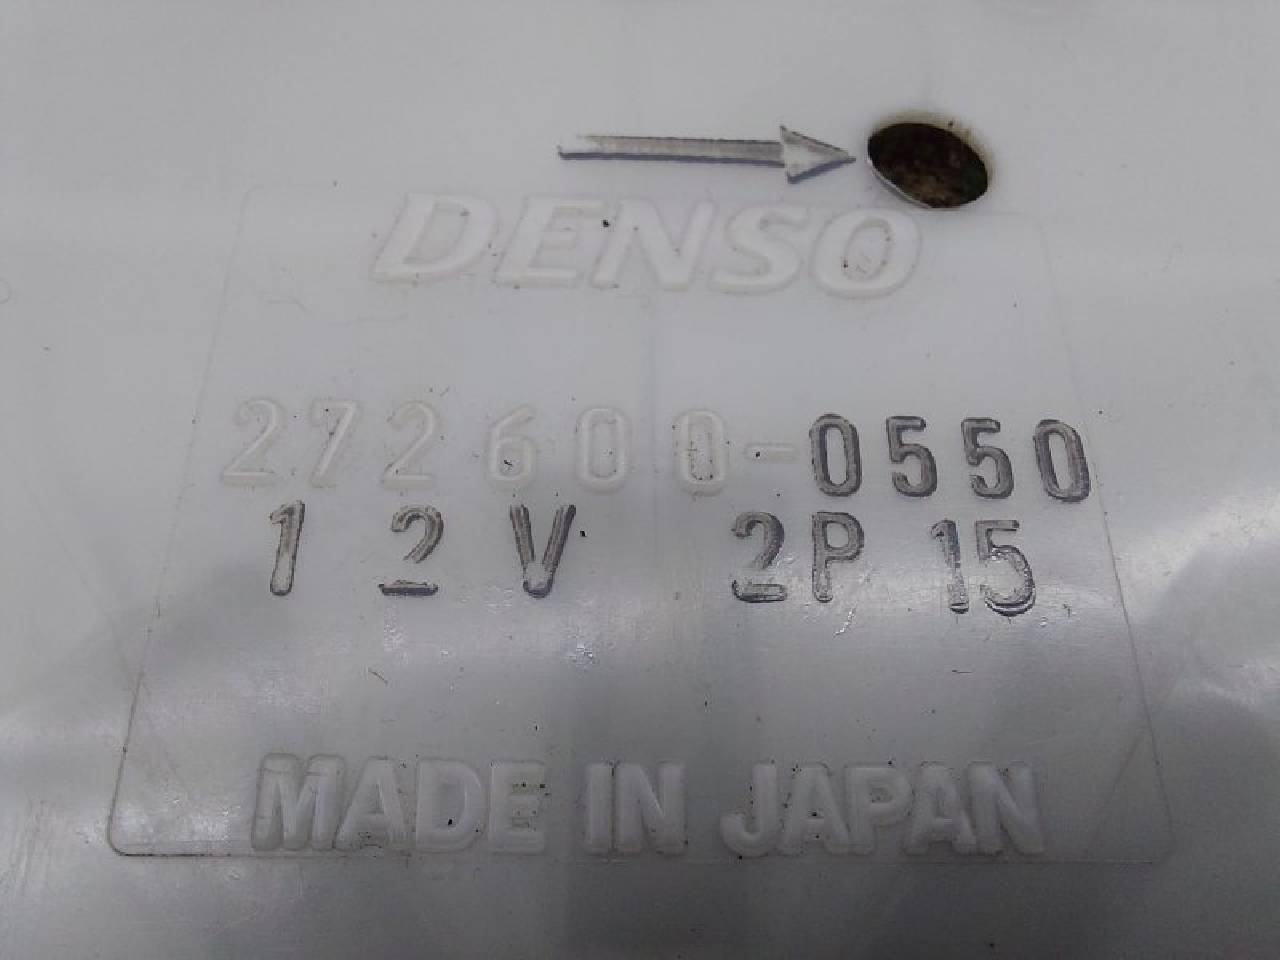 DENSO
272600-0550
12V 2P 15
MADE IN JAPAN